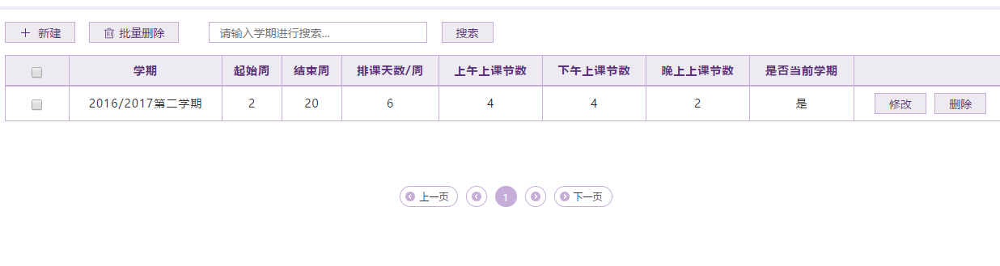 新建 批量删除 请输入学期进行搜索... 搜索
学期 起始周 结束周 排课天数/周 上午上课节数 下午上课节数 晚上上课节数 是否当前学期
2016/2017第二学期 2 20 6 4 4 2 是 修改 删除
上一页 1 下一页